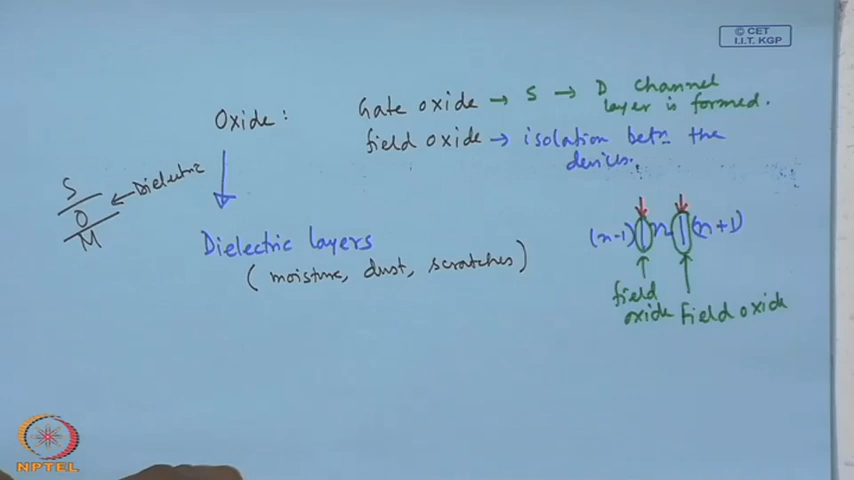 © CET
I.I.T. KGP
Oxide :
Gate oxide → S → D channel
layer is formed.
field oxide → isolation betn the
devices.
S
O
M
← Dielectric
Dielectric layers
(moisture, dust, scratches)
(n-1) n (n+1)
field
oxide
Field oxide
NPTEL